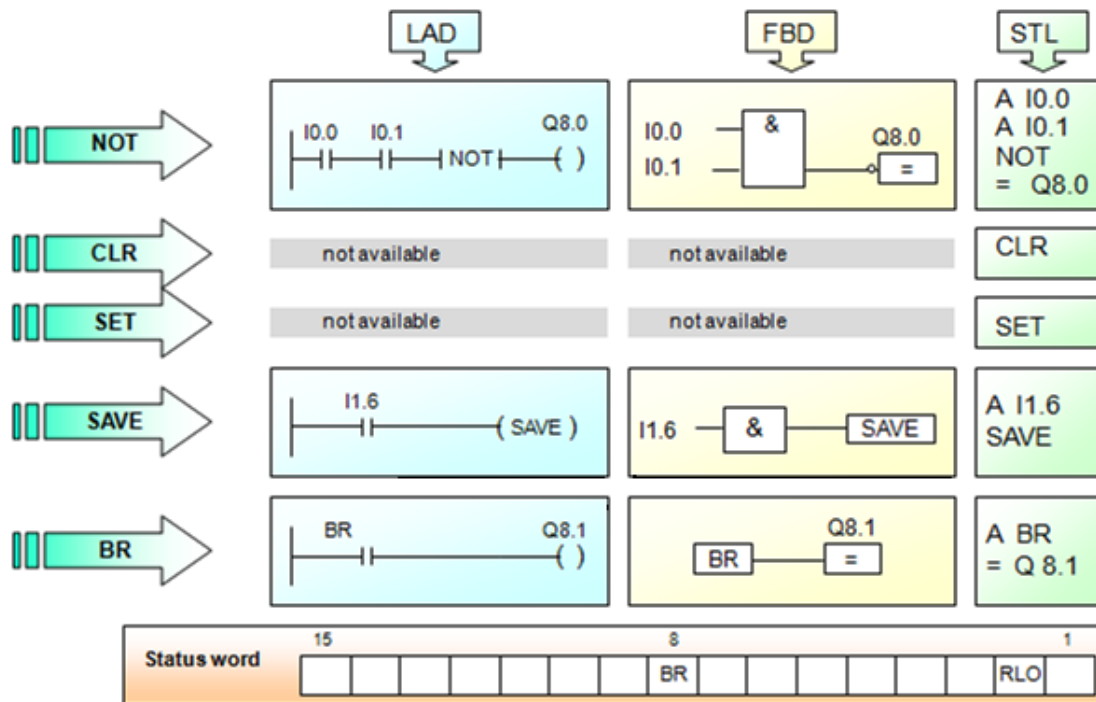 LAD
FBD
STL
NOT
I0.0 I0.1 Q8.0
NOT ( )
I0.0
I0.1
&
Q8.0
=
A I0.0
A I0.1
NOT
= Q8.0
CLR
not available
not available
CLR
SET
not available
not available
SET
SAVE
I1.6
( SAVE )
I1.6
&
SAVE
A I1.6
SAVE
BR
BR Q8.1
( )
BR
Q8.1
=
A BR
= Q 8.1
15 8 1
Status word
BR RLO